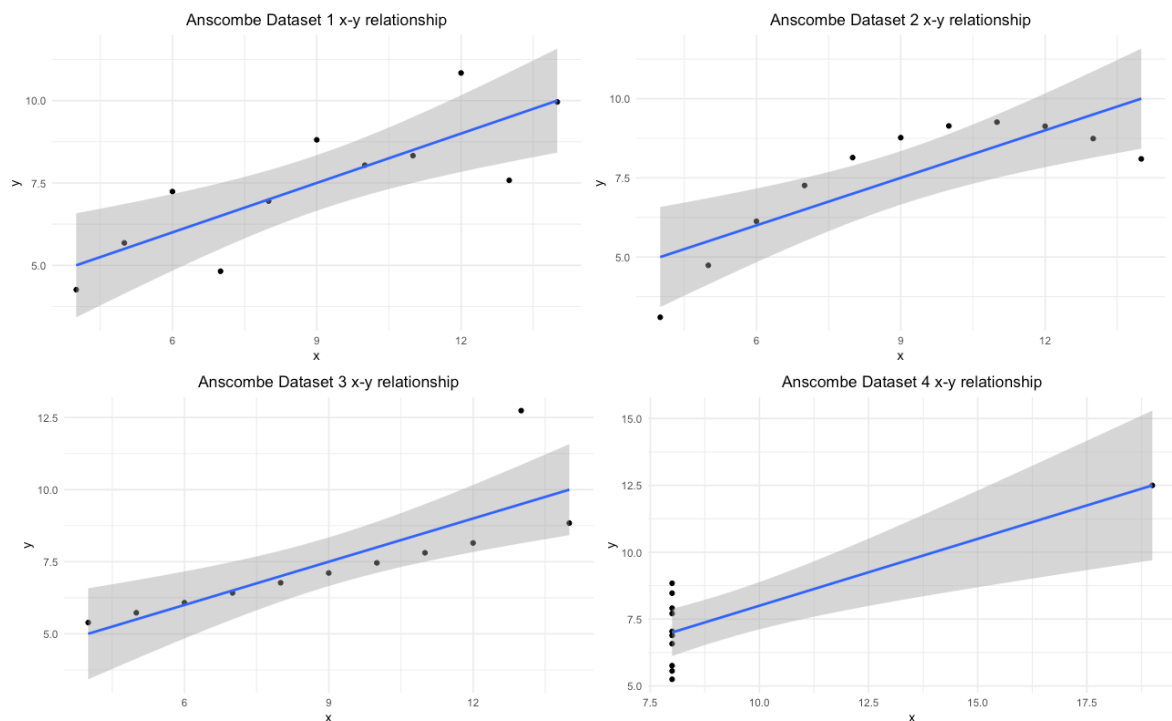 Anscombe Dataset 1 x-y relationship
10.0
7.5
5.0
y
6 9 12
x
Anscombe Dataset 2 x-y relationship
10.0
7.5
5.0
y
6 9 12
x
Anscombe Dataset 3 x-y relationship
12.5
10.0
7.5
5.0
y
6 9 12
x
Anscombe Dataset 4 x-y relationship
15.0
12.5
10.0
7.5
5.0
y
7.5 10.0 12.5 15.0 17.5
x